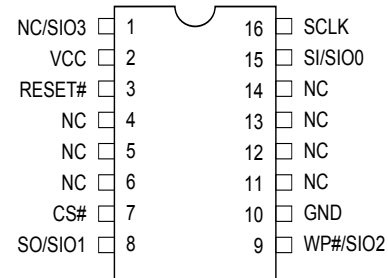 NC/SIO3 1 16 SCLK
VCC 2 15 SI/SIO0
RESET# 3 14 NC
NC 4 13 NC
NC 5 12 NC
NC 6 11 NC
CS# 7 10 GND
SO/SIO1 8 9 WP#/SIO2